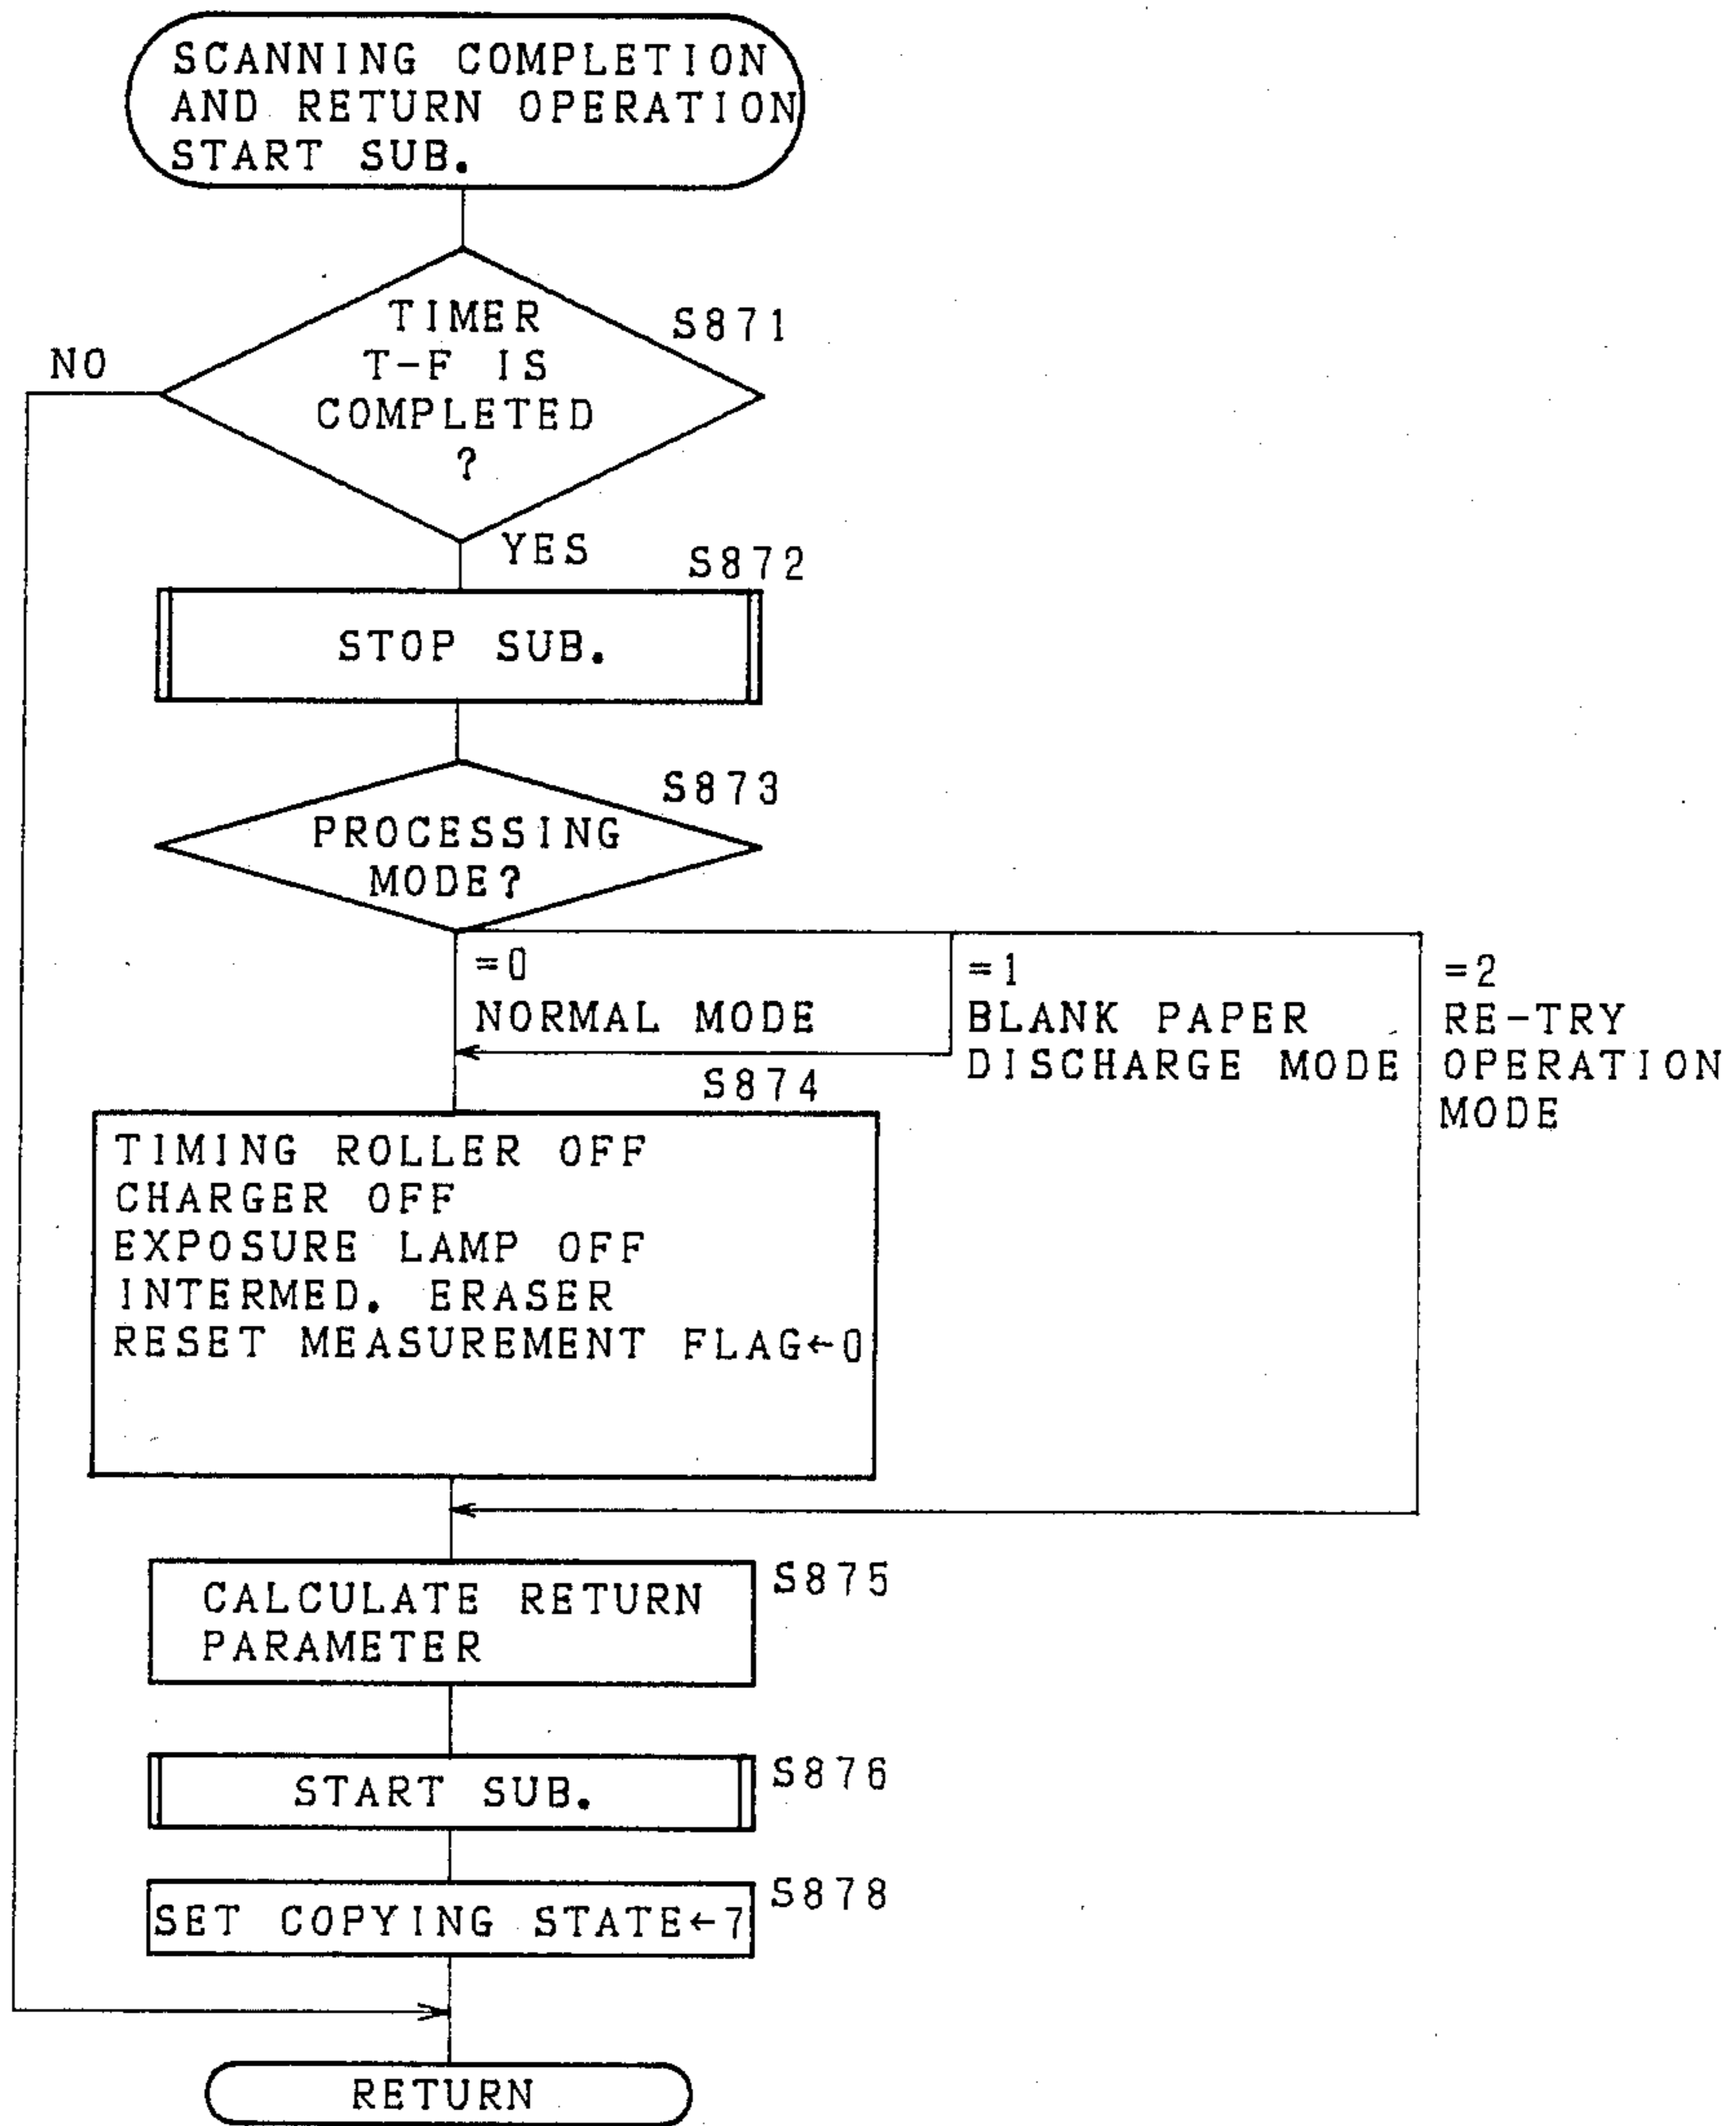 SCANNING COMPLETION
AND RETURN OPERATION
START SUB.
TIMER
T-F IS
COMPLETED
?
S871
NO
YES
S872
STOP SUB.
S873
PROCESSING
MODE?
=0
NORMAL MODE
=1
BLANK PAPER
DISCHARGE MODE
=2
RE-TRY
OPERATION
MODE
S874
TIMING ROLLER OFF
CHARGER OFF
EXPOSURE LAMP OFF
INTERMED. ERASER
RESET MEASUREMENT FLAG←0
CALCULATE RETURN
PARAMETER
S875
START SUB.
S876
SET COPYING STATE←7
S878
RETURN